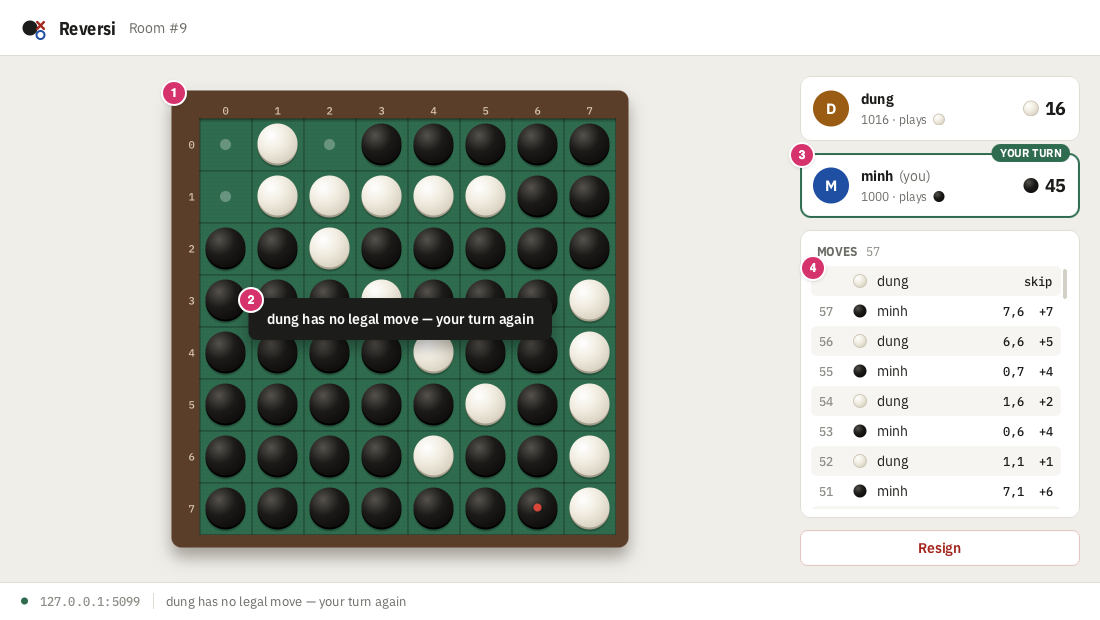 Reversi Room #9
1
0 1 2 3 4 5 6 7
0
1
2
3
4
5
6
7
2
dung has no legal move — your turn again
D
dung
1016 · plays
16
3
YOUR TURN
M
minh (you)
1000 · plays
45
MOVES 57
4
dung skip
57 minh 7,6 +7
56 dung 6,6 +5
55 minh 0,7 +4
54 dung 1,6 +2
53 minh 0,6 +4
52 dung 1,1 +1
51 minh 7,1 +6
Resign
127.0.0.1:5099 dung has no legal move — your turn again